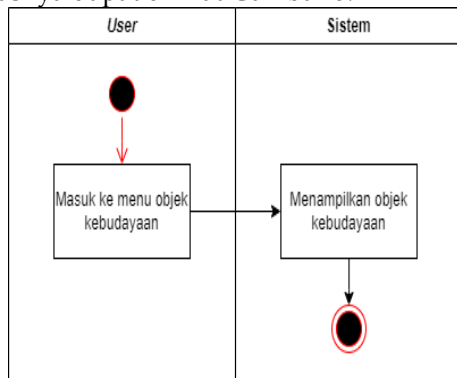 User
Sistem
Masuk ke menu objek
kebudayaan
Menampilkan objek
kebudayaan